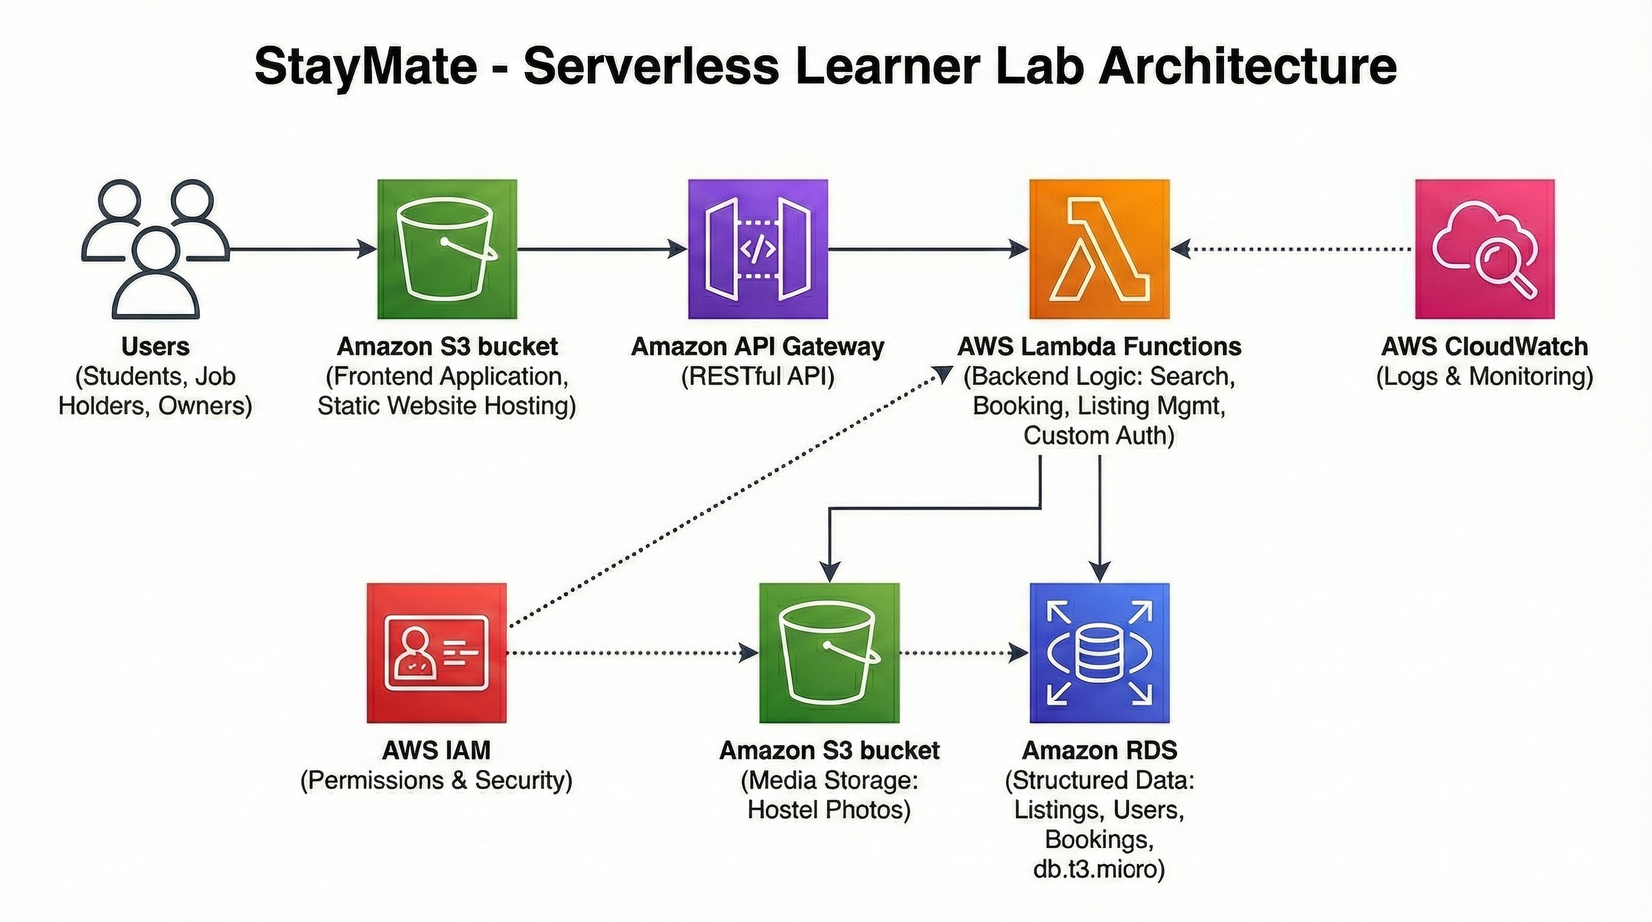 StayMate - Serverless Learner Lab Architecture
</>
Users
(Students, Job
Holders, Owners)
Amazon S3 bucket
(Frontend Application,
Static Website Hosting)
Amazon API Gateway
(RESTful API)
AWS Lambda Functions
(Backend Logic: Search,
Booking, Listing Mgmt,
Custom Auth)
AWS CloudWatch
(Logs & Monitoring)
AWS IAM
(Permissions & Security)
Amazon S3 bucket
(Media Storage:
Hostel Photos)
Amazon RDS
(Structured Data:
Listings, Users,
Bookings,
db.t3.mioro)